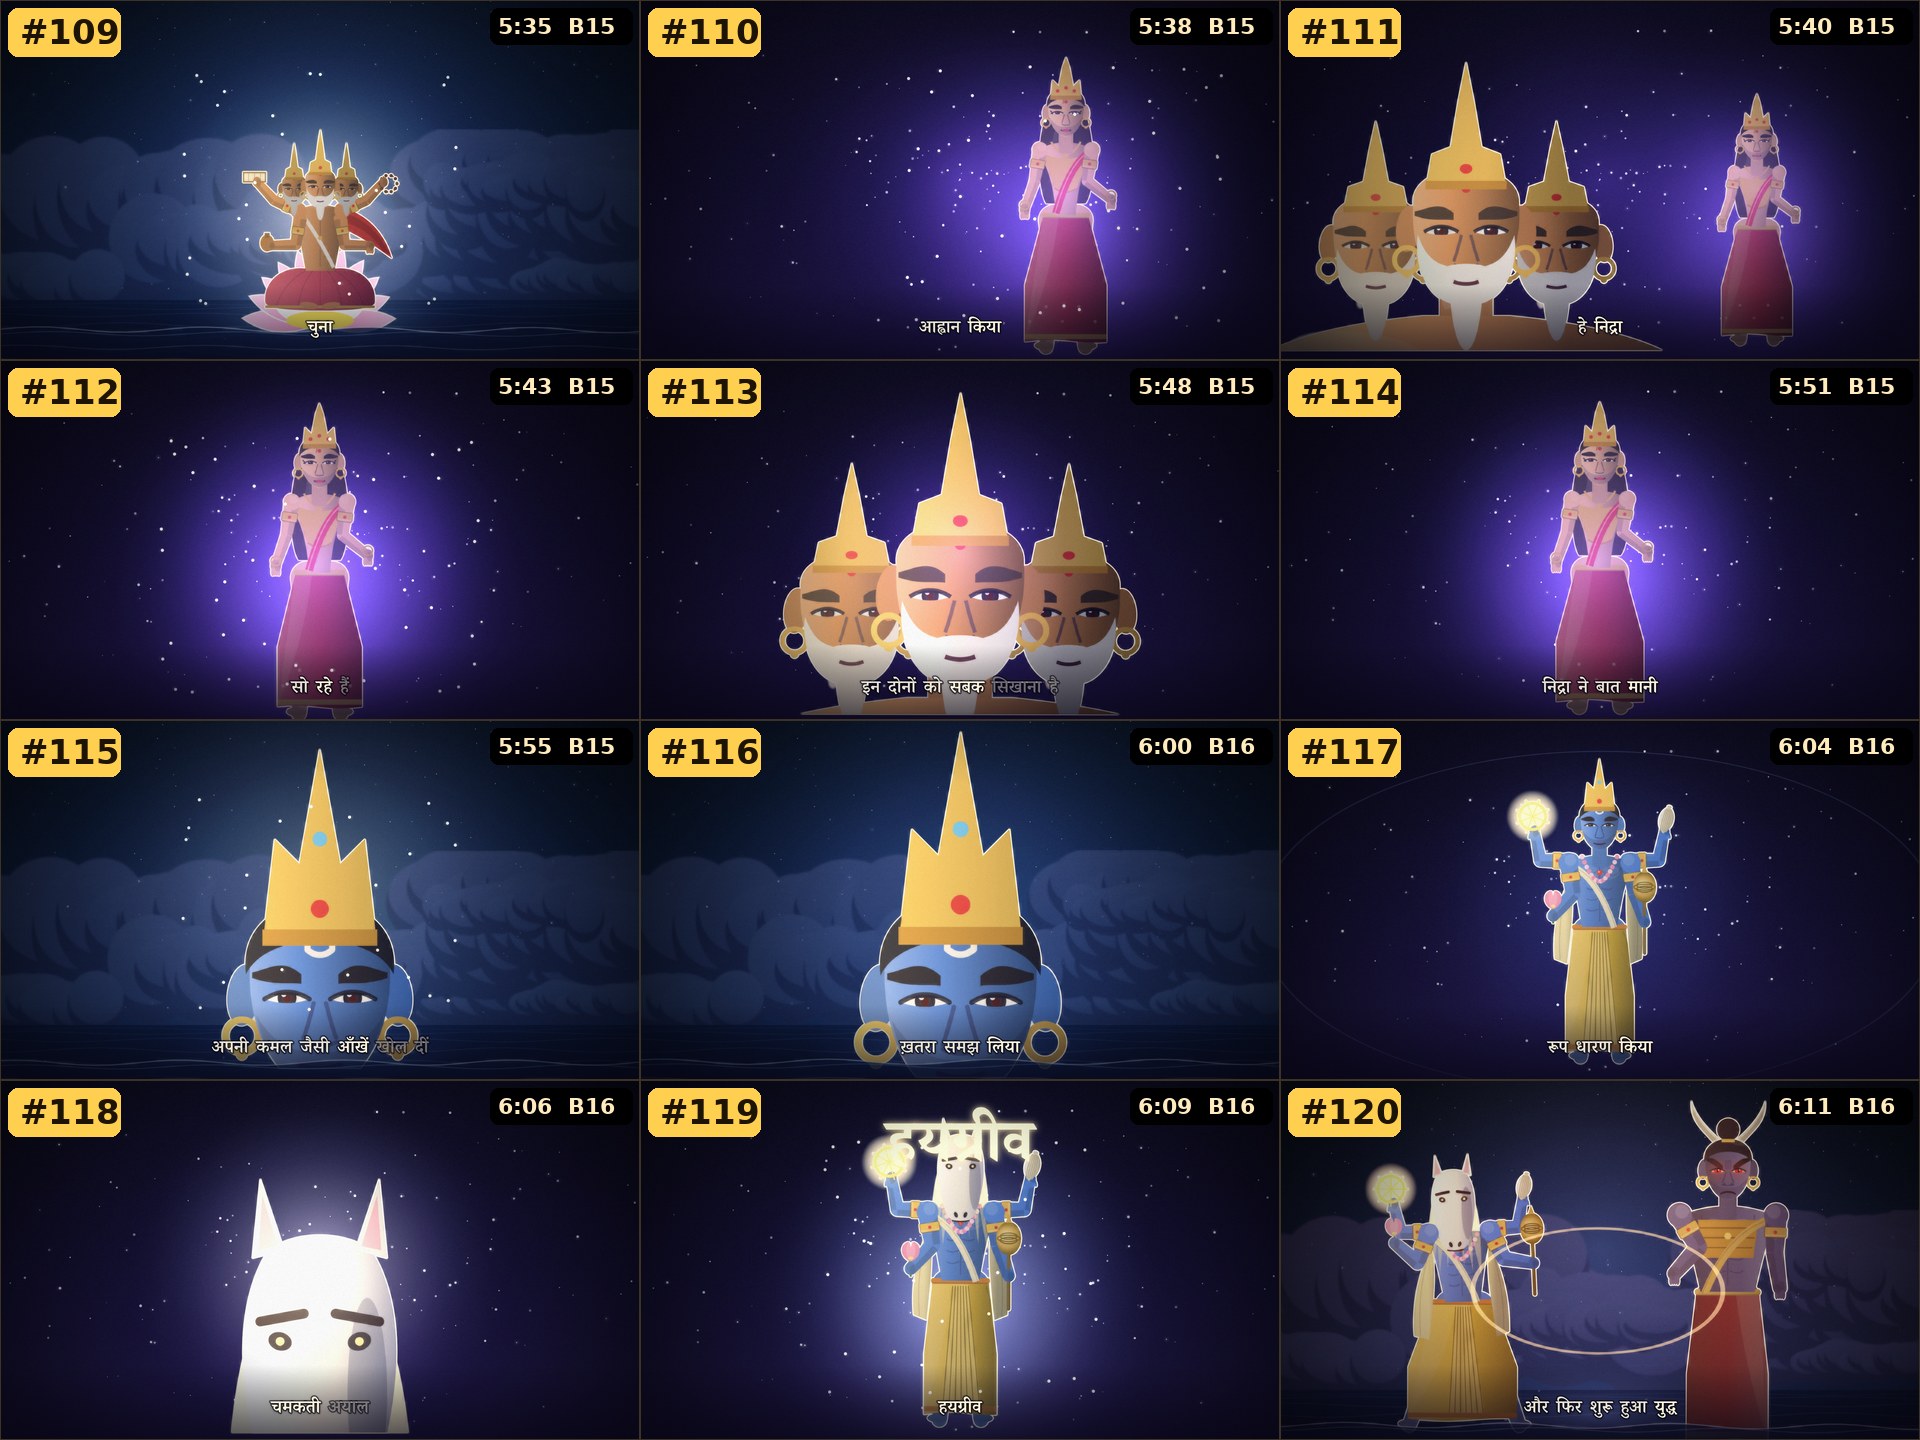 #109
5:35 B15
चुना
#110
5:38 B15
आह्वान किया
#111
5:40 B15
हे निद्रा
#112
5:43 B15
सो रहे हैं
#113
5:48 B15
इन दोनों को सबक सिखाना है
#114
5:51 B15
निद्रा ने बात मानी
#115
5:55 B15
अपनी कमल जैसी आँखें खोल दीं
#116
6:00 B16
ख़तरा समझ लिया
#117
6:04 B16
रूप धारण किया
#118
6:06 B16
चमकती अयाल
#119
6:09 B16
हयग्रीव
हयग्रीव
#120
6:11 B16
और फिर शुरू हुआ युद्ध